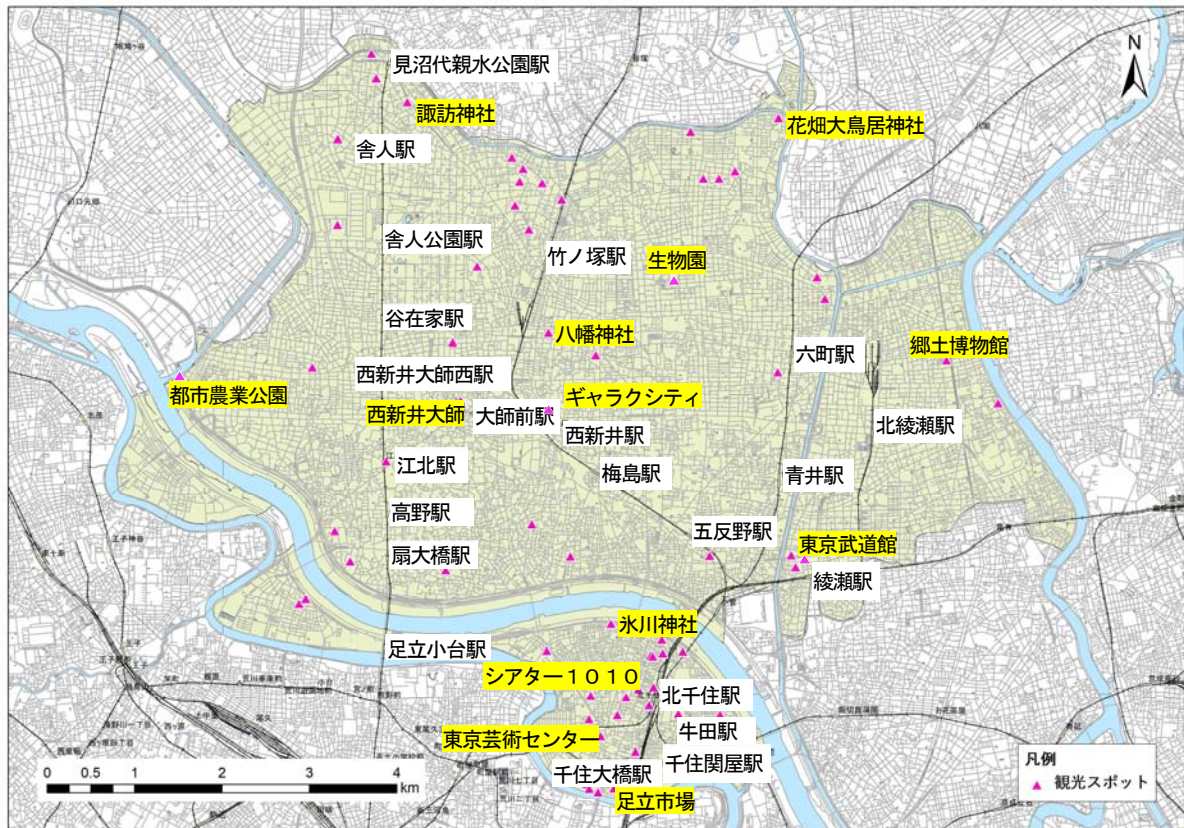 N
見沼代親水公園駅
諏訪神社
花畑大鳥居神社
舎人駅
舎人公園駅
竹ノ塚駅
生物園
谷在家駅
八幡神社
六町駅
郷土博物館
西新井大師西駅
都市農業公園
ギャラクシティ
西新井大師
大師前駅
北綾瀬駅
西新井駅
江北駅
梅島駅
青井駅
高野駅
五反野駅
東京武道館
扇大橋駅
綾瀬駅
氷川神社
足立小台駅
シアター1010
北千住駅
牛田駅
東京芸術センター
千住関屋駅
千住大橋駅
足立市場
凡例
観光スポット
0 0.5 1 2 3 4
km